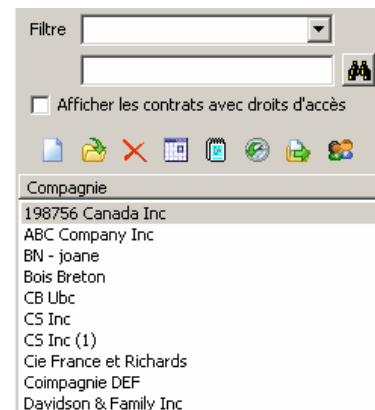 Filtre
Afficher les contrats avec droits d'accès
Compagnie
198756 Canada Inc
ABC Company Inc
BN - joane
Bois Breton
CB Ubc
CS Inc
CS Inc (1)
Cie France et Richards
Coimpagnie DEF
Davidson & Family Inc